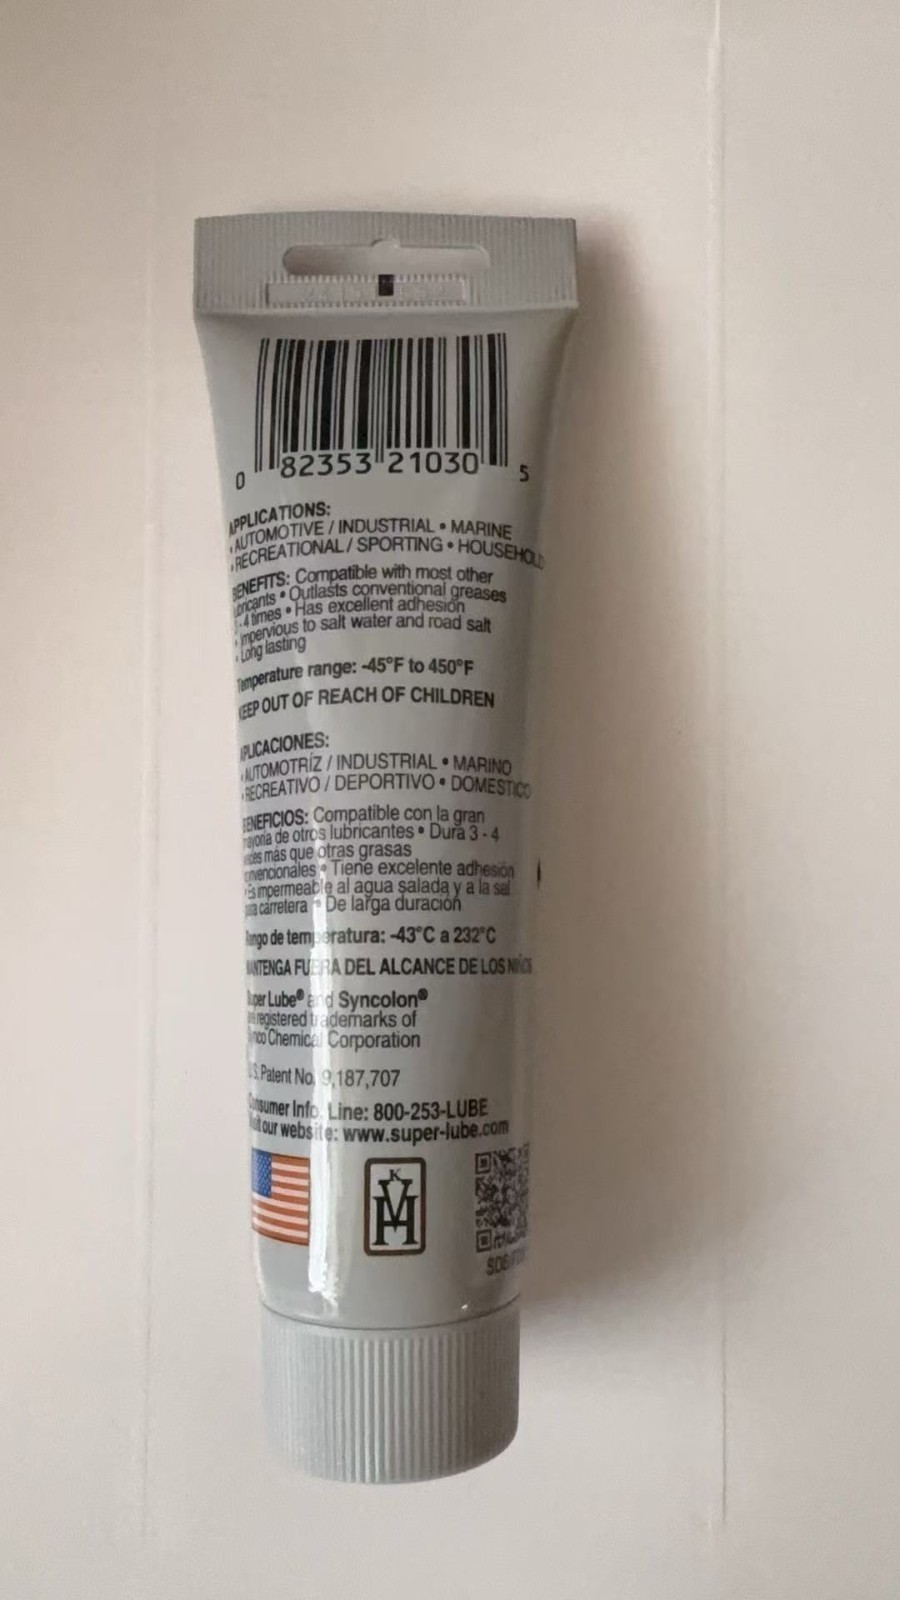 0 82353 21030 5
APPLICATIONS:
• AUTOMOTIVE / INDUSTRIAL • MARINE
• RECREATIONAL / SPORTING • HOUSEHOLD
BENEFITS: Compatible with most other
lubricants • Outlasts conventional greases
3 - 4 times • Has excellent adhesion
• Impervious to salt water and road salt
• Long lasting
Temperature range: -45°F to 450°F
KEEP OUT OF REACH OF CHILDREN
APLICACIONES:
• AUTOMOTRÍZ / INDUSTRIAL • MARINO
• RECREATIVO / DEPORTIVO • DOMESTICO
BENEFICIOS: Compatible con la gran
mayoría de otros lubricantes • Dura 3 - 4
más que otras grasas
convencionales • Tiene excelente adhesión
• Es impermeable al agua salada y a la sal
para carretera • De larga duración
Rango de temperatura: -43°C a 232°C
MANTENGA FUERA DEL ALCANCE DE LOS NIÑOS
Super Lube® and Syncolon®
are registered trademarks of
Synco Chemical Corporation
U.S. Patent No. 9,187,707
Consumer Info Line: 800-253-LUBE
Visit our website: www.super-lube.com
K
VH